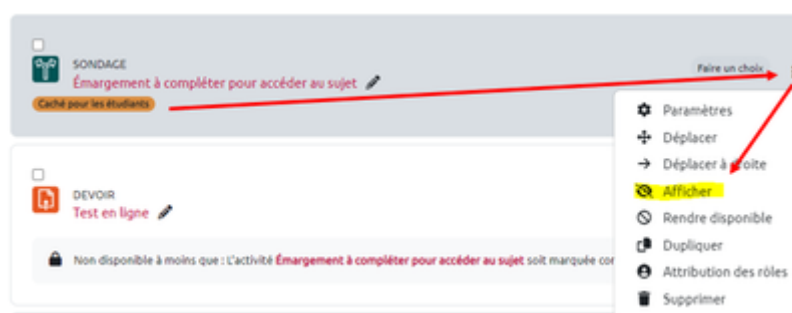 SONDAGE
Émargement à compléter pour accéder au sujet
Faire un choix
Caché pour les étudiants
Paramètres
Déplacer
Déplacer à droite
Afficher
Rendre disponible
Dupliquer
Attribution des rôles
Supprimer
DEVOIR
Test en ligne
Non disponible à moins que : L'activité Émargement à compléter pour accéder au sujet soit marquée